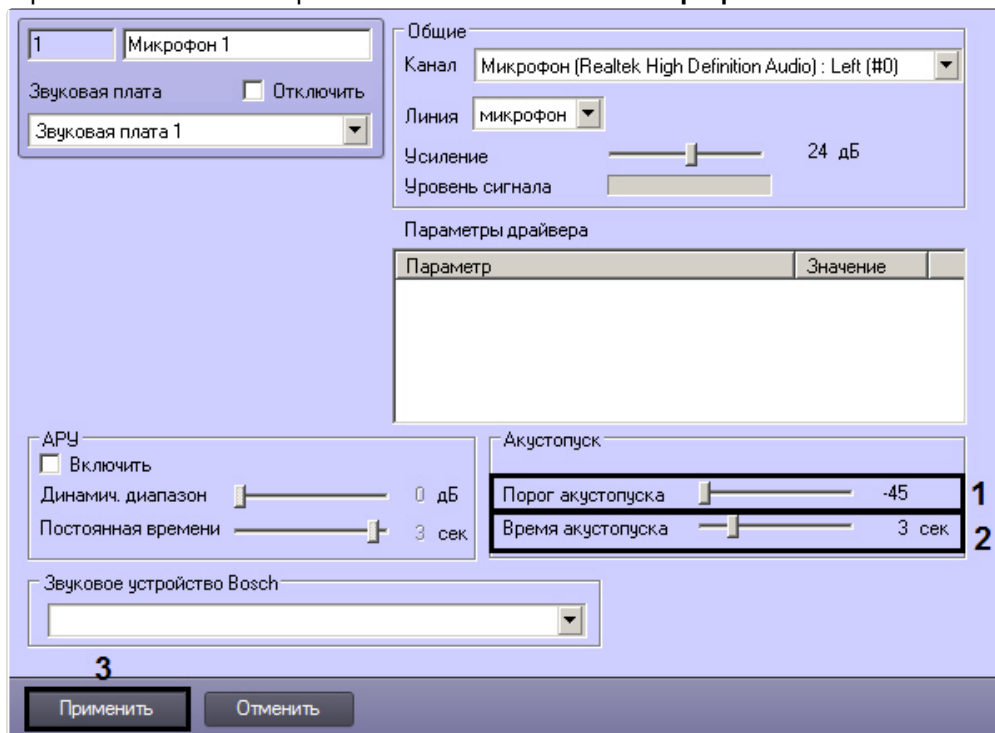 1 Микрофон 1
Звуковая плата Отключить
Звуковая плата 1
Общие
Канал Микрофон (Realtek High Definition Audio) : Left (#0)
Линия микрофон
Усиление 24 дБ
Уровень сигнала
Параметры драйвера
Параметр Значение
АРУ
Включить
Динамич. диапазон 0 дБ
Постоянная времени 3 сек
Акустопуск
Порог акустопуска -45 1
Время акустопуска 3 сек 2
Звуковое устройство Bosch
3
Применить Отменить